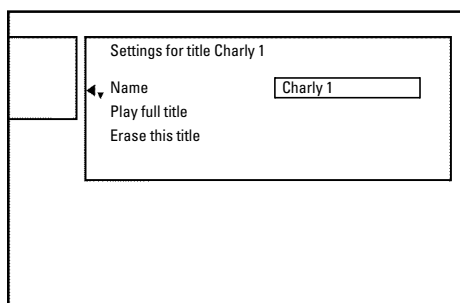 Settings for title Charly 1
Name Charly 1
Play full title
Erase this title